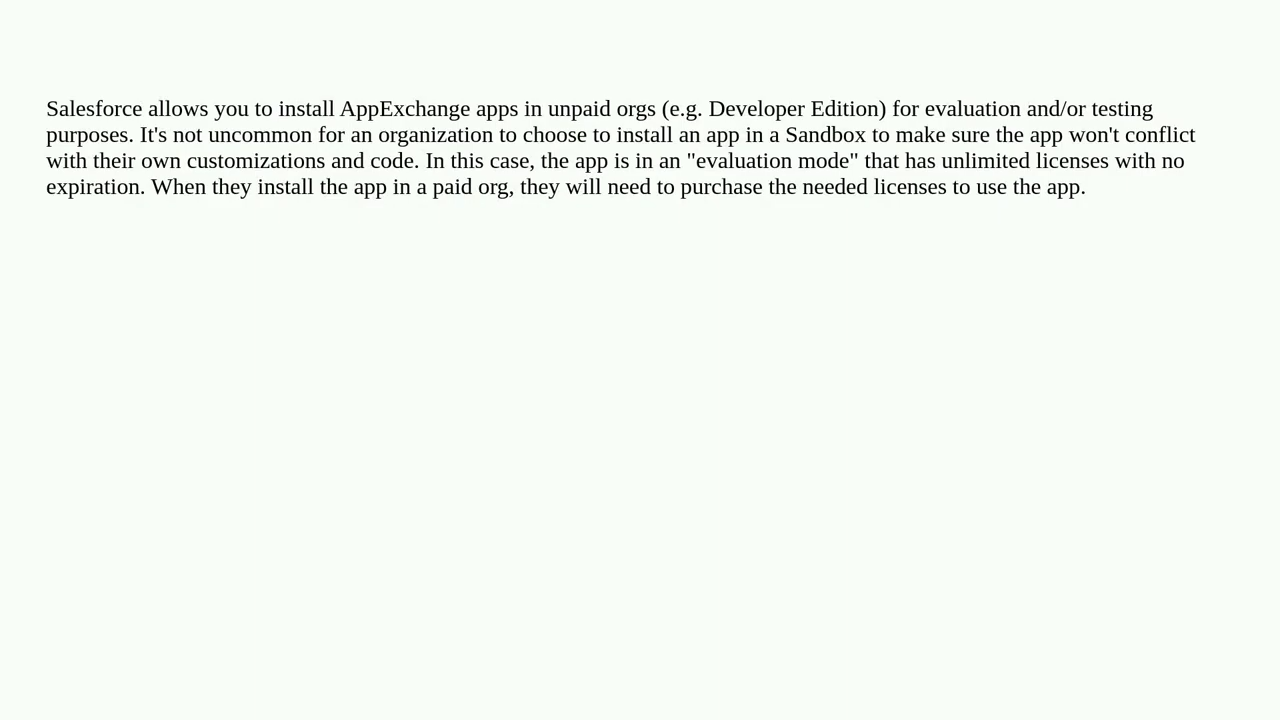 Salesforce allows you to install AppExchange apps in unpaid orgs (e.g. Developer Edition) for evaluation and/or testing
purposes. It's not uncommon for an organization to choose to install an app in a Sandbox to make sure the app won't conflict
with their own customizations and code. In this case, the app is in an "evaluation mode" that has unlimited licenses with no
expiration. When they install the app in a paid org, they will need to purchase the needed licenses to use the app.